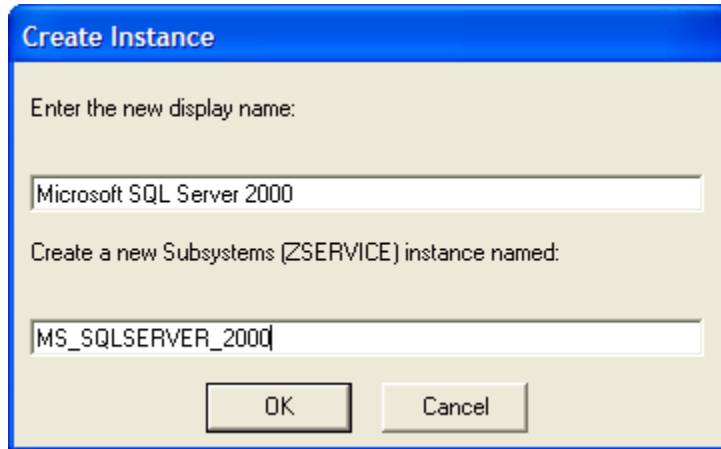 Create Instance
Enter the new display name:
Microsoft SQL Server 2000
Create a new Subsystems (ZSERVICE) instance named:
MS_SQLSERVER_2000
OK Cancel